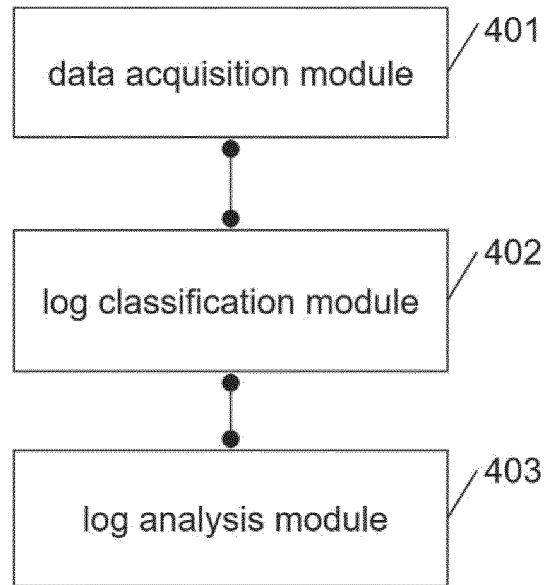 401
data acquisition module
402
log classification module
403
log analysis module